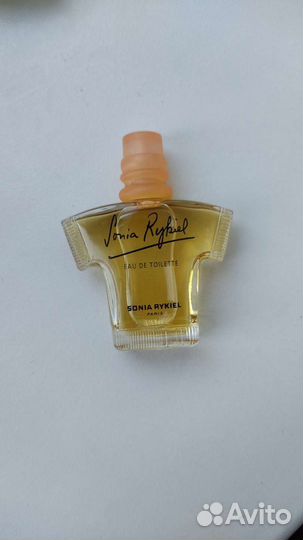 Sonia Rykiel
EAU DE TOILETTE
SONIA RYKIEL
PARIS
Avito